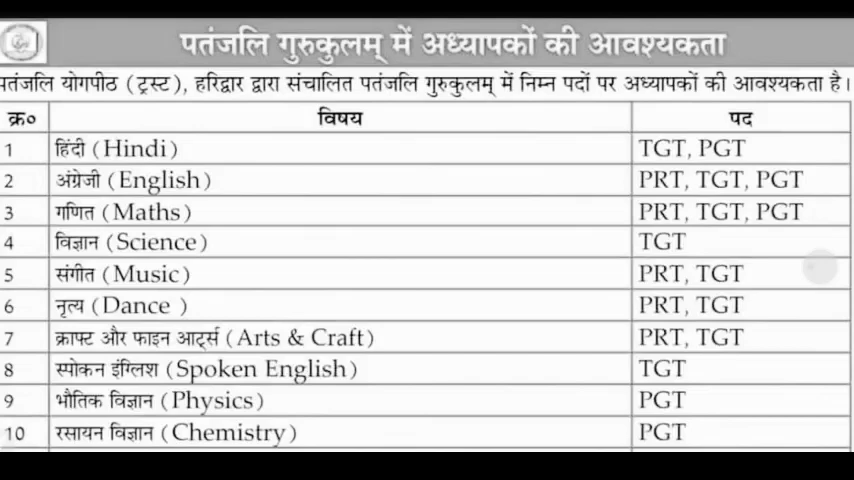 पतंजलि गुरुकुलम् में अध्यापकों की आवश्यकता
पतंजलि योगपीठ (ट्रस्ट), हरिद्वार द्वारा संचालित पतंजलि गुरुकुलम् में निम्न पदों पर अध्यापकों की आवश्यकता है।
क्र० विषय पद
1 हिंदी (Hindi) TGT, PGT
2 अंग्रेजी (English) PRT, TGT, PGT
3 गणित (Maths) PRT, TGT, PGT
4 विज्ञान (Science) TGT
5 संगीत (Music) PRT, TGT
6 नृत्य (Dance ) PRT, TGT
7 क्राफ्ट और फाइन आर्ट्स (Arts & Craft) PRT, TGT
8 स्पोकन इंग्लिश (Spoken English) TGT
9 भौतिक विज्ञान (Physics) PGT
10 रसायन विज्ञान (Chemistry) PGT